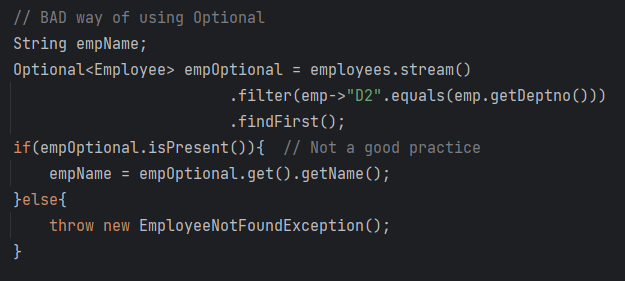 // BAD way of using Optional
String empName;
Optional<Employee> empOptional = employees.stream()
.filter(emp->"D2".equals(emp.getDeptno()))
.findFirst();
if(empOptional.isPresent()){  // Not a good practice
empName = empOptional.get().getName();
}else{
throw new EmployeeNotFoundException();
}